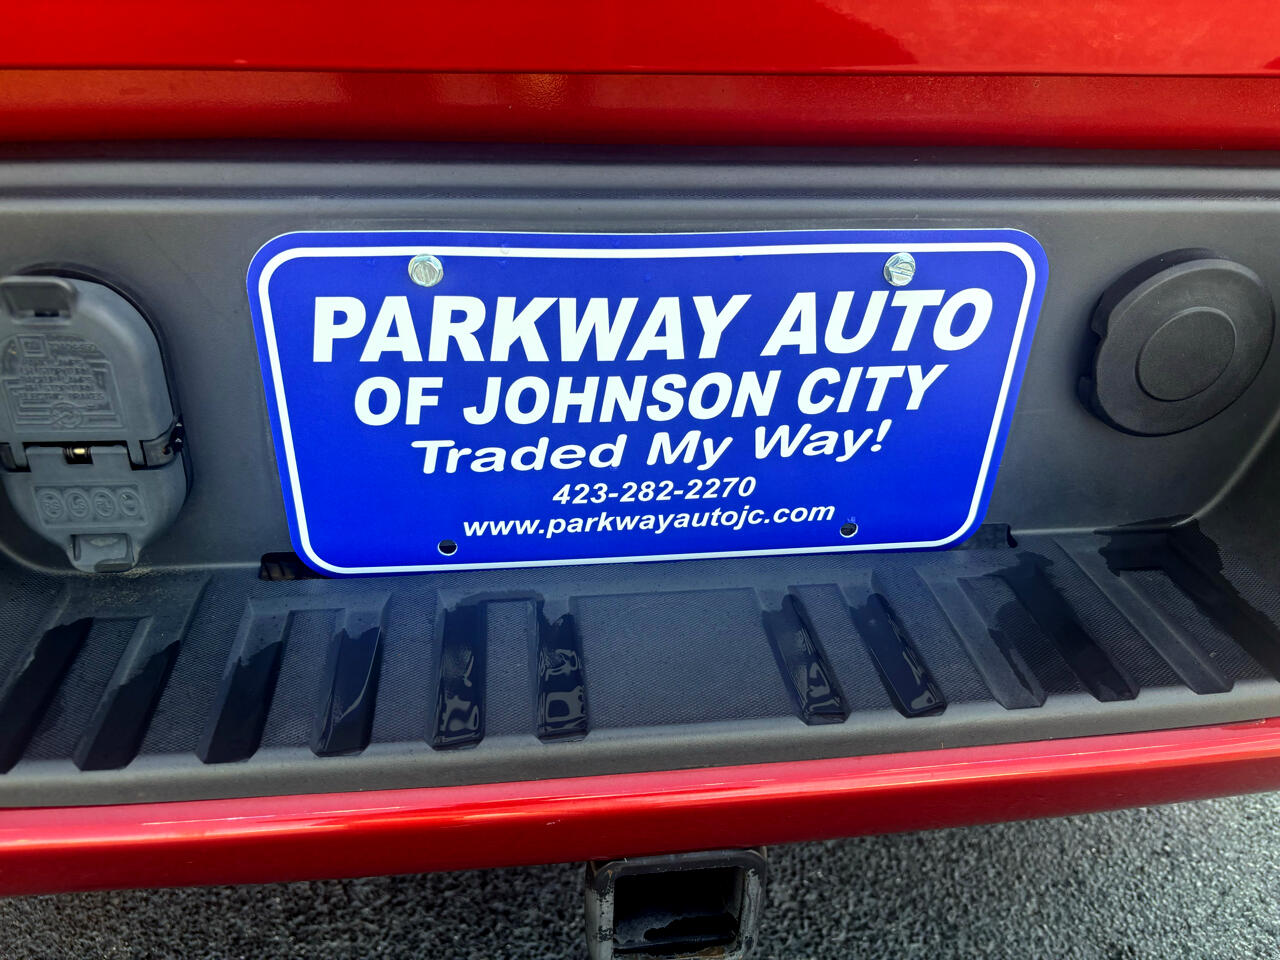 PARKWAY AUTO
OF JOHNSON CITY
Traded My Way!
423-282-2270
www.parkwayautojc.com